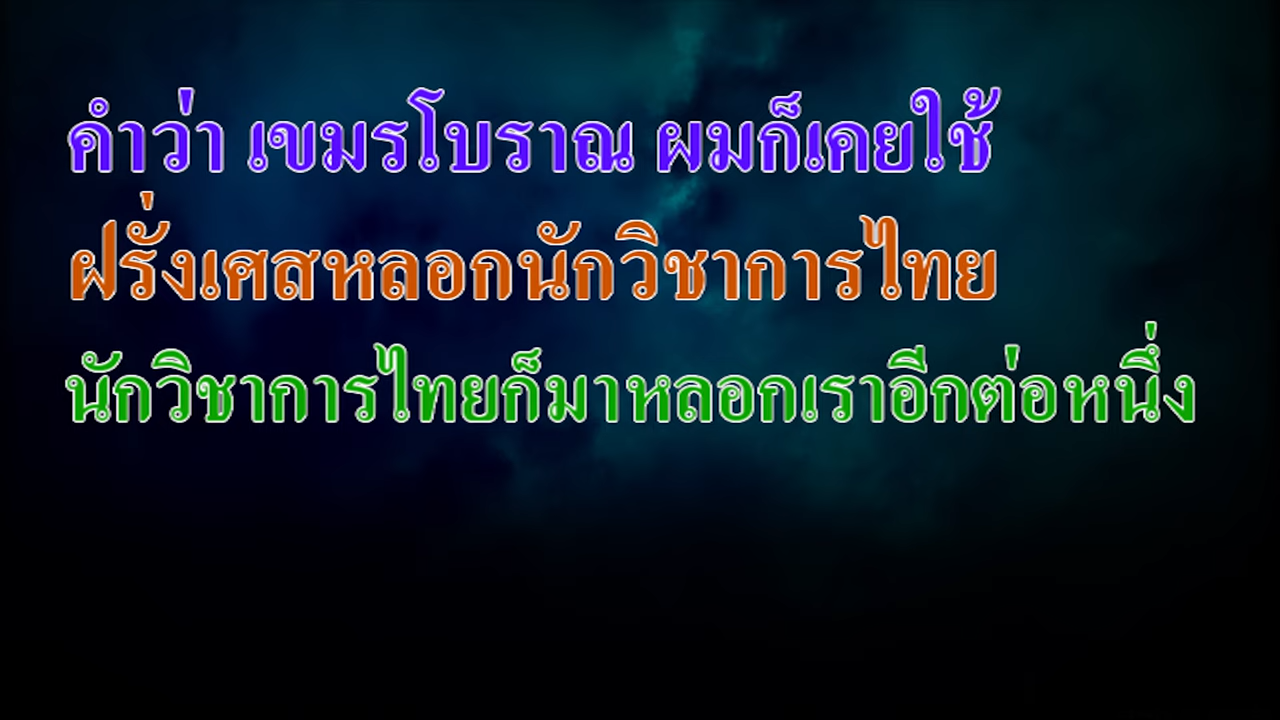 คำว่า เขมรโบราณ ผมก็เคยใช้
ฝรั่งเศสหลอกนักวิชาการไทย
นักวิชาการไทยก็มาหลอกเราอีกต่อหนึ่ง